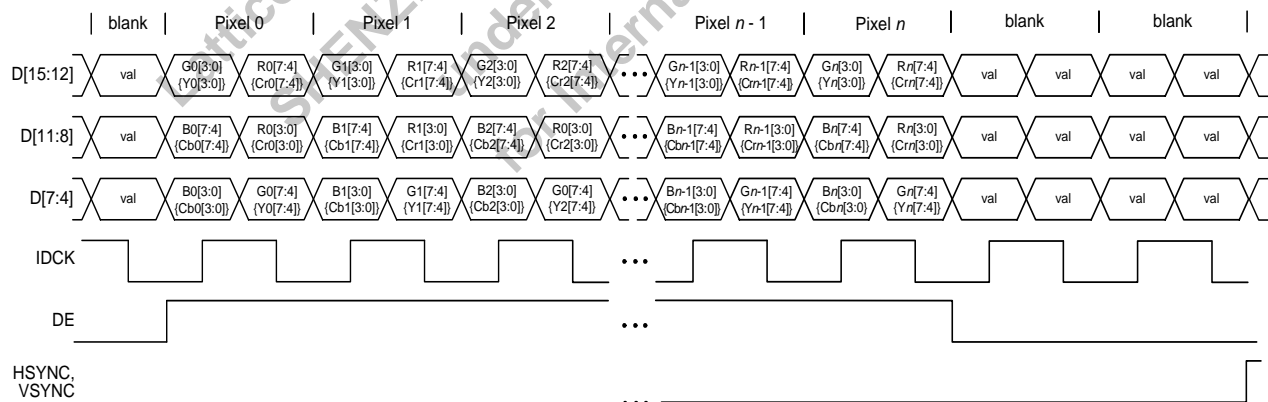 blank Pixel 0 Pixel 1 Pixel 2 Pixel n - 1 Pixel n blank blank
D[15:12] val G0[3:0] R0[7:4] G1[3:0] R1[7:4] G2[3:0] R2[7:4] ••• Gn-1[3:0] Rn-1[7:4] Gn[3:0] Rn[7:4] val val val val
{Y0[3:0]} {Cr0[7:4]} {Y1[3:0]} {Cr1[7:4]} {Y2[3:0]} {Cr2[7:4]} {Yn-1[3:0]} {Crn-1[7:4]} {Yn[3:0]} {Crn[7:4]}
D[11:8] val B0[7:4] R0[3:0] B1[7:4] R1[3:0] B2[7:4] R0[3:0] ••• Bn-1[7:4] Rn-1[3:0] Bn[7:4] Rn[3:0] val val val val
{Cb0[7:4]} {Cr0[3:0]} {Cb1[7:4]} {Cr1[3:0]} {Cb2[7:4]} {Cr2[3:0]} {Cbn-1[7:4]} {Crn-1[3:0]} {Cbn[7:4]} {Crn[3:0]}
D[7:4] val B0[3:0] G0[7:4] B1[3:0] G1[7:4] B2[3:0] G0[7:4] ••• Bn-1[3:0] Gn-1[7:4] Bn[3:0] Gn[7:4] val val val val
{Cb0[3:0]} {Y0[7:4]} {Cb1[3:0]} {Y1[7:4]} {Cb2[3:0]} {Y2[7:4]} {Cbn-1[3:0]} {Yn-1[7:4]} {Cbn[3:0} {Yn[7:4]}
IDCK •••
DE •••
HSYNC,
VSYNC •••
Lattice
SHENZ
under
for Interna